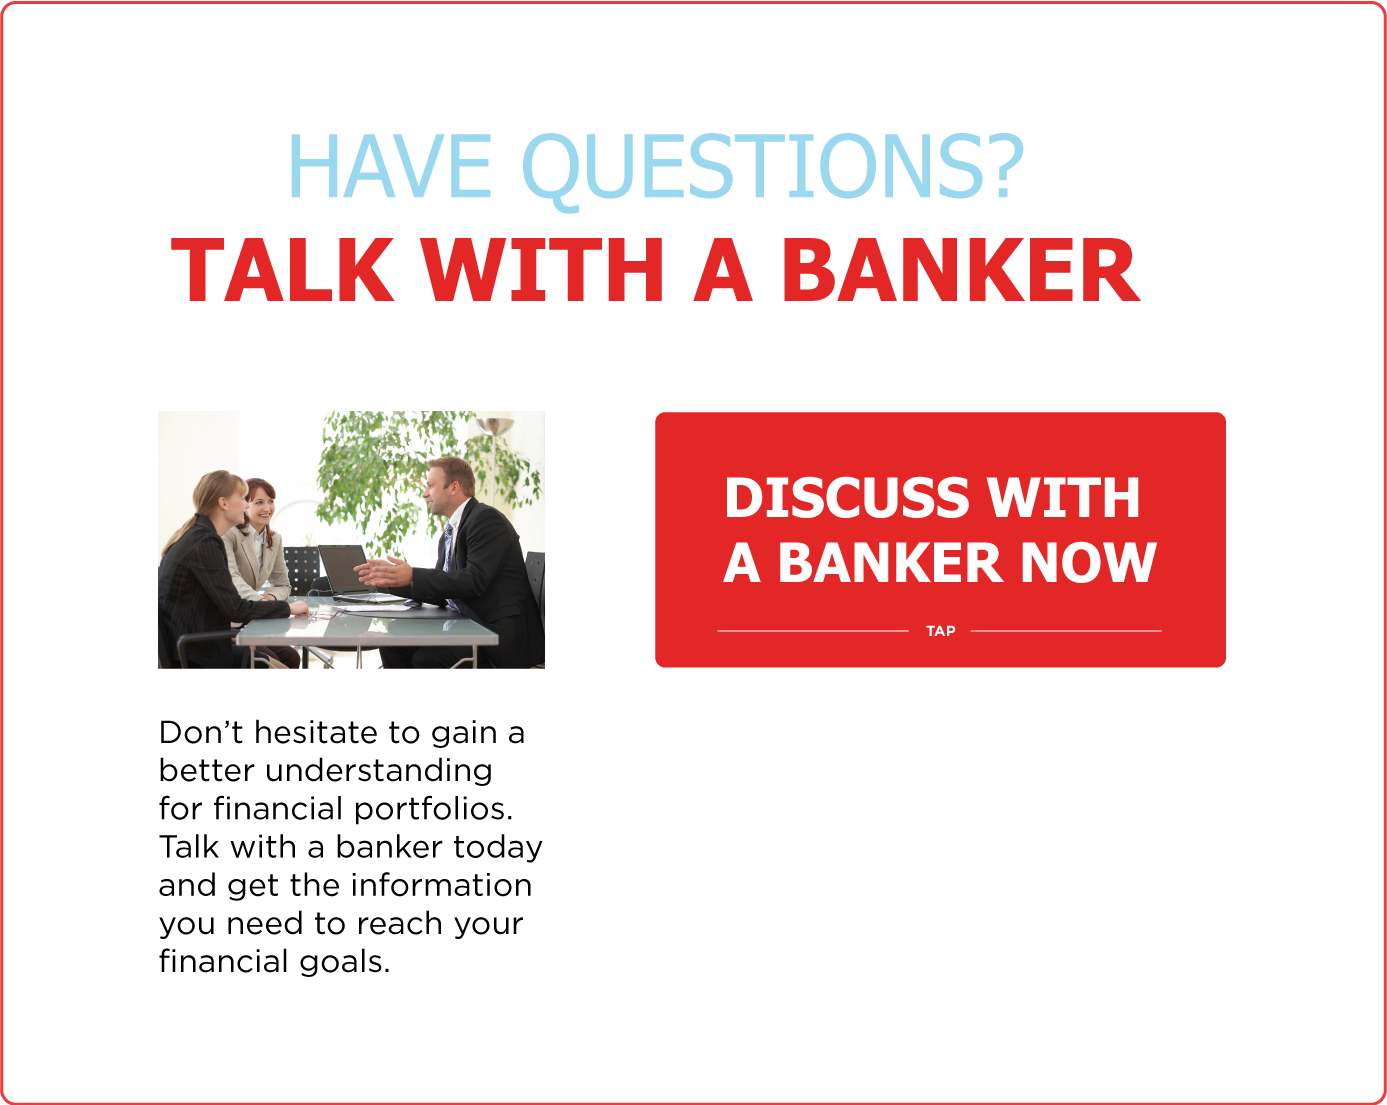 HAVE QUESTIONS?
TALK WITH A BANKER
DISCUSS WITH
A BANKER NOW
TAP
Don’t hesitate to gain a
better understanding
for financial portfolios.
Talk with a banker today
and get the information
you need to reach your
financial goals.